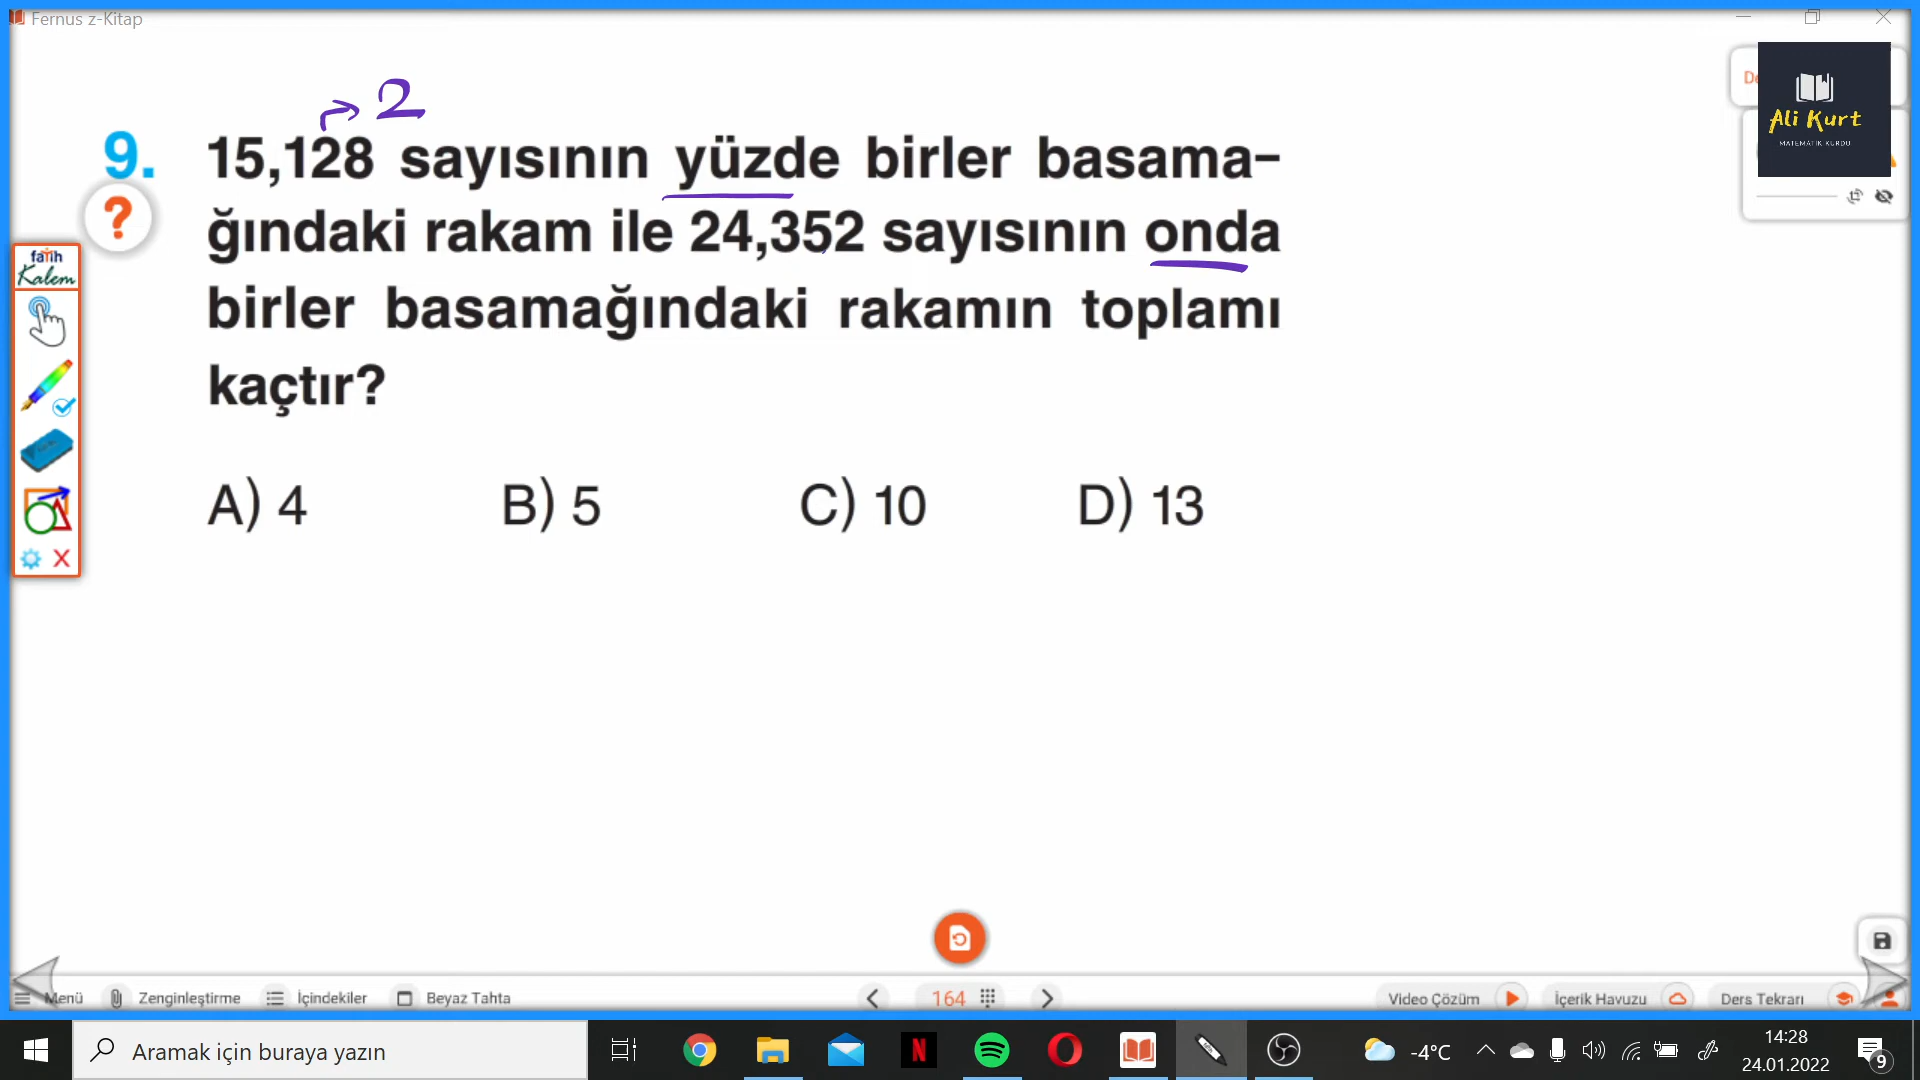 Fernus z-Kitap
2
9. 15,128 sayısının yüzde birler basama-
ğındaki rakam ile 24,352 sayısının onda
birler basamağındaki rakamın toplamı
kaçtır?
A) 4 B) 5 C) 10 D) 13
?
fatih
Kalem
De
Ali Kurt
MATEMATİK KURDU
Menü Zenginleştirme İçindekiler Beyaz Tahta 164 Video Çözüm İçerik Havuzu Ders Tekrarı
Aramak için buraya yazın
N
-4°C
14:28
24.01.2022
9